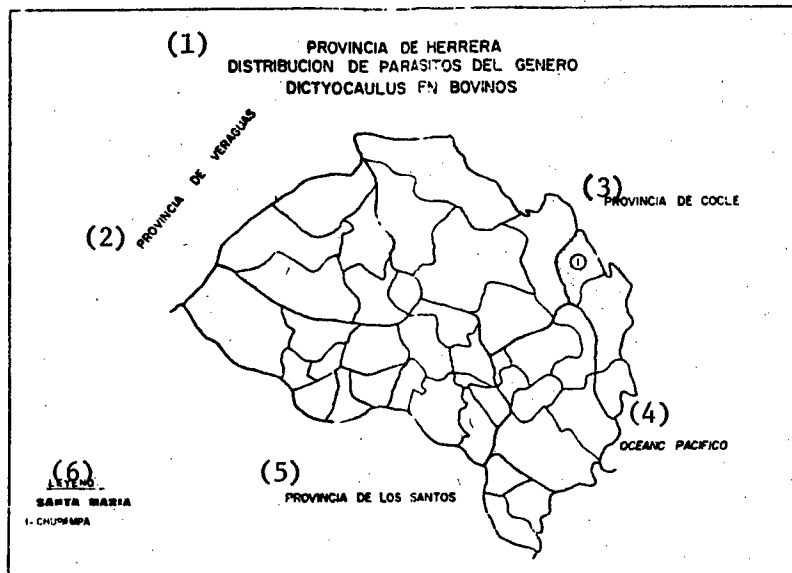 (1)
PROVINCIA DE HERRERA
DISTRIBUCION DE PARASITOS DEL GENERO
DICTYOCAULUS EN BOVINOS
(2) PROVINCIA DE VERAGUAS
(3) PROVINCIA DE COCLE
1
(4)
OCEANO PACIFICO
(5)
PROVINCIA DE LOS SANTOS
(6)
LEYENO
SANTA MARIA
1- CHUPAMPA